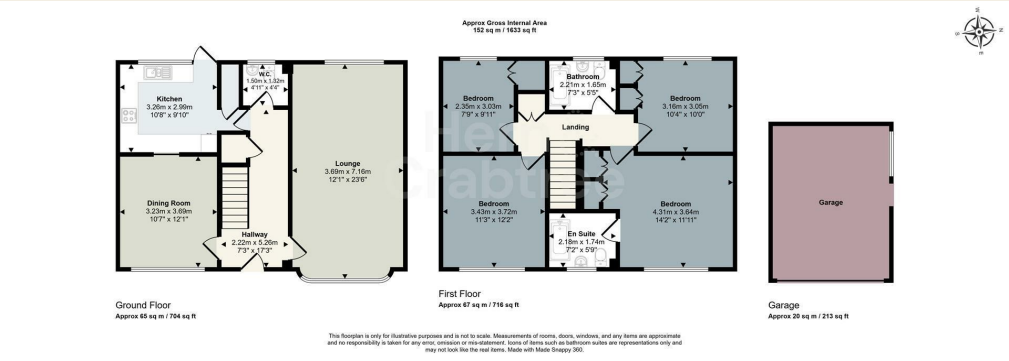 Approx Gross Internal Area
152 sq m / 1633 sq ft
N
E
S
Kitchen
3.26m x 2.99m
10'8" x 9'10"
W.C.
1.50m x 1.32m
4'11" x 4'4"
Lounge
3.69m x 7.16m
12'1" x 23'6"
Dining Room
3.23m x 3.69m
10'7" x 12'1"
Hallway
2.22m x 5.26m
7'3" x 17'3"
Ground Floor
Approx 65 sq m / 704 sq ft
Bedroom
2.35m x 3.03m
7'9" x 9'11"
Bathroom
2.21m x 1.65m
7'3" x 5'5"
Bedroom
3.16m x 3.05m
10'4" x 10'0"
Landing
Bedroom
3.43m x 3.72m
11'3" x 12'2"
En Suite
2.18m x 1.74m
7'2" x 5'9"
Bedroom
4.31m x 3.64m
14'2" x 11'11"
First Floor
Approx 67 sq m / 716 sq ft
Crabtree
Garage
Garage
Approx 20 sq m / 213 sq ft
This floorplan is only for illustrative purposes and is not to scale. Measurements of rooms, doors, windows, and any items are approximate
and no responsibility is taken for any error, omission or mis-statement. Icons of items such as bathroom suites are representations only and
may not look like the real items. Made with Made Snappy 360.